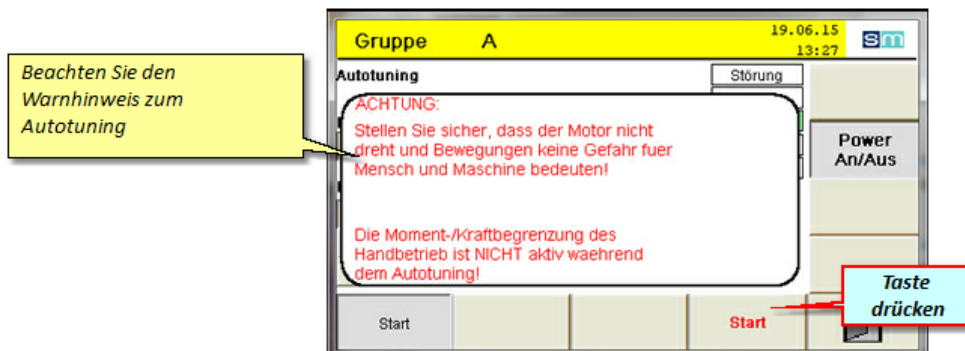 Beachten Sie den
Warnhinweis zum
Autotuning
Gruppe A
19.06.15
13:27
sm
Autotuning
Störung
ACHTUNG:
Stellen Sie sicher, dass der Motor nicht
dreht und Bewegungen keine Gefahr fuer
Mensch und Maschine bedeuten!
Die Moment-/Kraftbegrenzung des
Handbetrieb ist NICHT aktiv waehrend
dem Autotuning!
Power
An/Aus
Taste
drücken
Start
Start